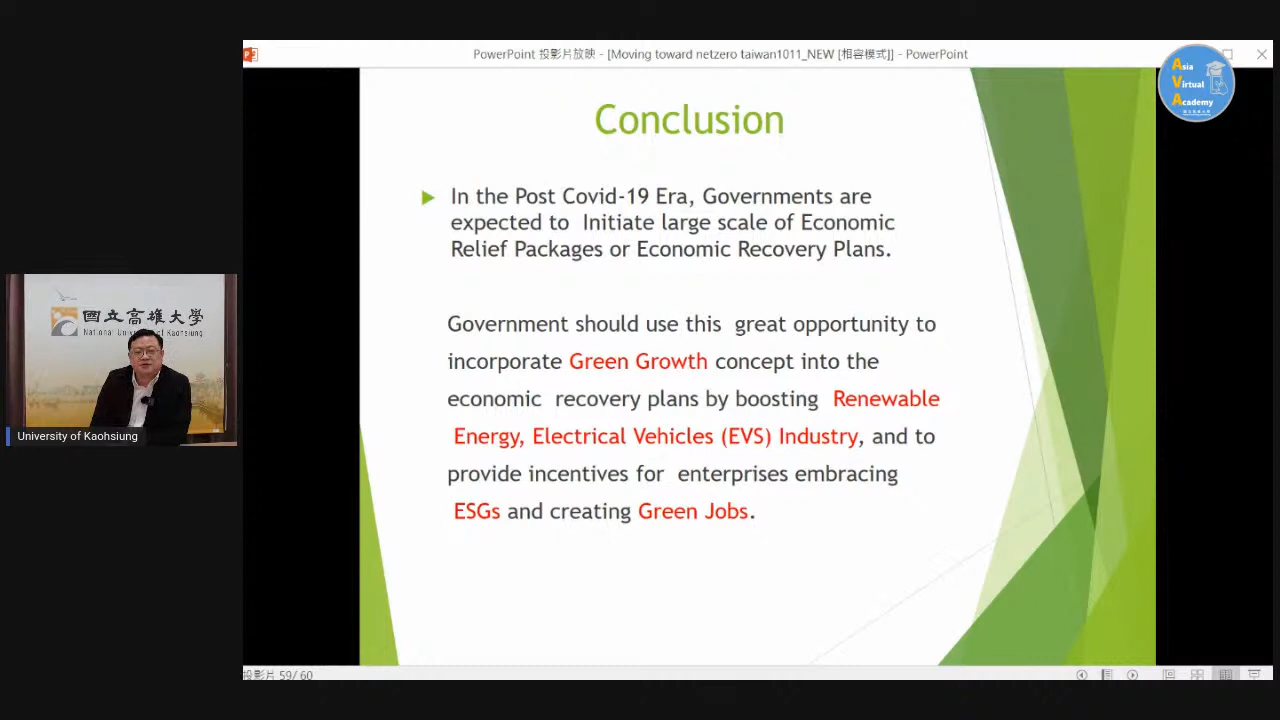 PowerPoint 投影片放映 - [Moving toward netzero taiwan1011_NEW [相容模式]] - PowerPoint
Asia
Virtual
Academy
Conclusion
In the Post Covid-19 Era, Governments are
expected to Initiate large scale of Economic
Relief Packages or Economic Recovery Plans.
Government should use this great opportunity to
incorporate Green Growth concept into the
economic recovery plans by boosting Renewable
Energy, Electrical Vehicles (EVS) Industry, and to
provide incentives for enterprises embracing
ESGs and creating Green Jobs.
國立高雄大學
National University of Kaohsiung
University of Kaohsiung
投影片 59/ 60